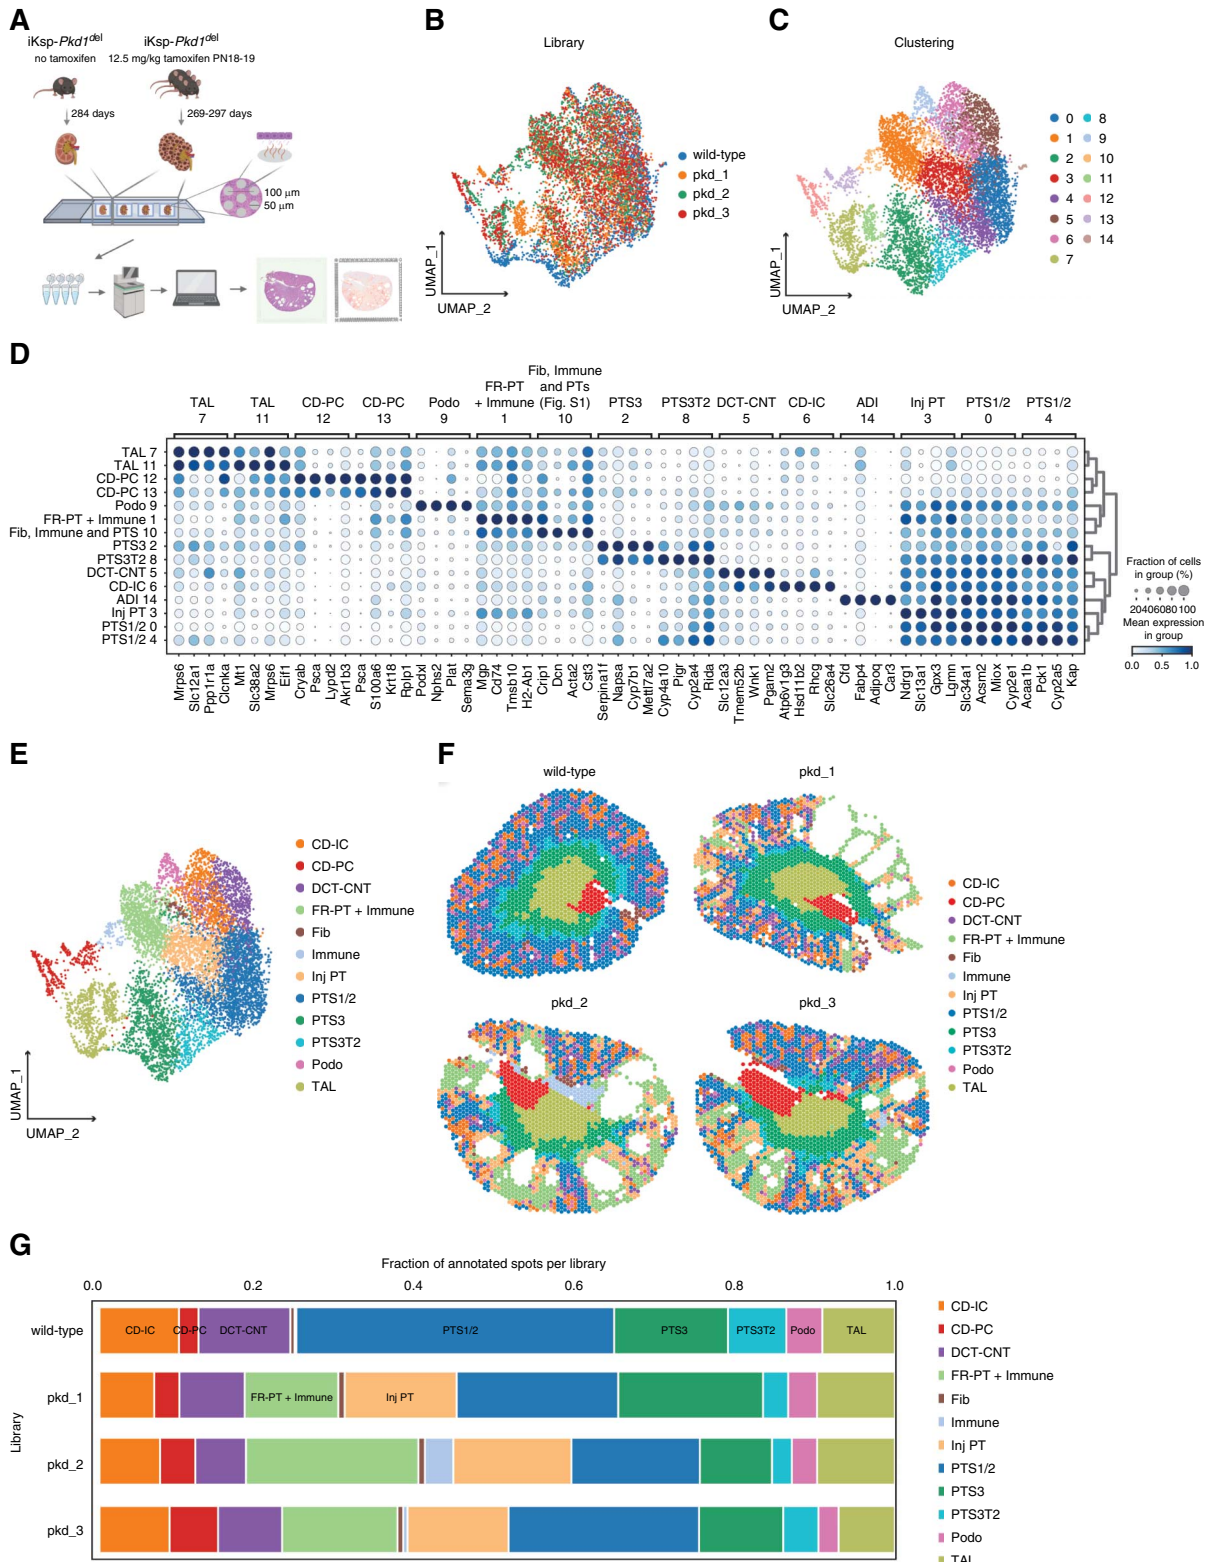 A
iKsp-Pkd1del
no tamoxifen
iKsp-Pkd1del
12.5 mg/kg tamoxifen PN18-19
284 days
269-297 days
100 µm
50 µm
B
Library
wild-type
pkd_1
pkd_2
pkd_3
UMAP_1
UMAP_2
C
Clustering
0
1
2
3
4
5
6
7
8
9
10
11
12
13
14
UMAP_1
UMAP_2
D
TAL
7
TAL
11
CD-PC
12
CD-PC
13
Podo
9
FR-PT
+ Immune
1
Fib, Immune
and PTs
(Fig. S1)
10
PTS3
2
PTS3T2
8
DCT-CNT
5
CD-IC
6
ADI
14
Inj PT
3
PTS1/2
0
PTS1/2
4
TAL 7
TAL 11
CD-PC 12
CD-PC 13
Podo 9
FR-PT + Immune 1
Fib, Immune and PTS 10
PTS3 2
PTS3T2 8
DCT-CNT 5
CD-IC 6
ADI 14
Inj PT 3
PTS1/2 0
PTS1/2 4
Mrps6
Slc12a1
Ppp1r1a
Clcnka
Mt1
Slc38a2
Mrps6
Eif1
Cryab
Psca
Lypd2
Akr1b3
Psca
S100a6
Krt18
Rplp1
Podxl
Nphs2
Plat
Sema3g
Mgp
Cd74
Tmsb10
H2-Ab1
Crip1
Dcn
Acta2
Cst3
Serpina1f
Napsa
Cyp7b1
Mettl7a2
Cyp4a10
Pigr
Cyp2a4
Rida
Slc12a3
Tmem52b
Wnk1
Pgam2
Atp6v1g3
Hsd11b2
Rhcg
Slc26a4
Cfd
Fabp4
Adipoq
Car3
Ndrg1
Slc13a1
Gpx3
Lgmn
Slc34a1
Acsm2
Miox
Cyp2e1
Acaa1b
Pck1
Cyp2a5
Kap
Fraction of cells
in group (%)
20406080100
Mean expression
in group
0.0 0.5 1.0
E
CD-IC
CD-PC
DCT-CNT
FR-PT + Immune
Fib
Immune
Inj PT
PTS1/2
PTS3
PTS3T2
Podo
TAL
UMAP_1
UMAP_2
F
wild-type
pkd_1
pkd_2
pkd_3
CD-IC
CD-PC
DCT-CNT
FR-PT + Immune
Fib
Immune
Inj PT
PTS1/2
PTS3
PTS3T2
Podo
TAL
G
Fraction of annotated spots per library
0.0 0.2 0.4 0.6 0.8 1.0
Library
wild-type
CD-IC CD-PC DCT-CNT PTS1/2 PTS3 PTS3T2 Podo TAL
pkd_1
FR-PT + Immune Inj PT
pkd_2
pkd_3
CD-IC
CD-PC
DCT-CNT
FR-PT + Immune
Fib
Immune
Inj PT
PTS1/2
PTS3
PTS3T2
Podo
TAL